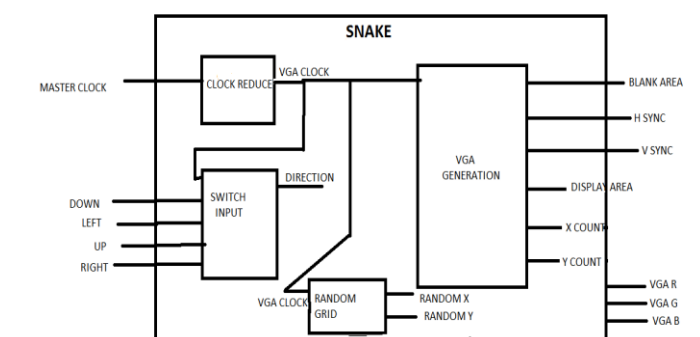 SNAKE
MASTER CLOCK
CLOCK REDUCE
VGA CLOCK
BLANK AREA
H SYNC
V SYNC
VGA
GENERATION
DISPLAY AREA
X COUNT
Y COUNT
DIRECTION
SWITCH
INPUT
DOWN
LEFT
UP
RIGHT
VGA CLOCK
RANDOM
GRID
RANDOM X
RANDOM Y
VGA R
VGA G
VGA B